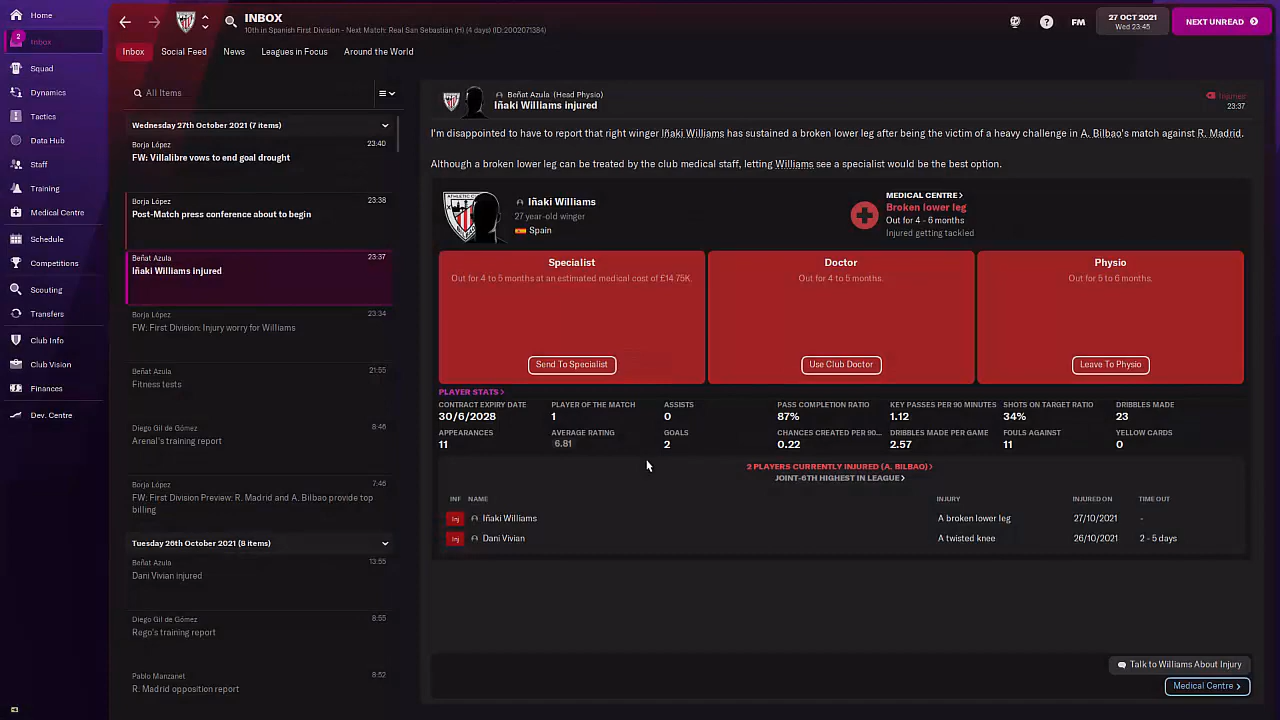 Home
INBOX
10th in Spanish First Division - Next Match: Real San Sebastián (H) (4 days) (ID:2002071384)
FM
27 OCT 2021
Wed 23:45
NEXT UNREAD
2
Inbox
Inbox
Social Feed
News
Leagues in Focus
Around the World
Squad
Dynamics
Tactics
Data Hub
Staff
Training
Medical Centre
Schedule
Competitions
Scouting
Transfers
Club Info
Club Vision
Finances
Dev. Centre
All Items
Wednesday 27th October 2021 (7 items)
Borja López
23:40
FW: Villalibre vows to end goal drought
Borja López
23:38
Post-Match press conference about to begin
Beñat Azula
23:37
Iñaki Williams injured
Borja López
23:34
FW: First Division: Injury worry for Williams
Beñat Azula
21:55
Fitness tests
Diego Gil de Gómez
8:46
Arenal's training report
Borja López
7:46
FW: First Division Preview: R. Madrid and A. Bilbao provide top
billing
Tuesday 26th October 2021 (8 items)
Beñat Azula
13:55
Dani Vivian injured
Diego Gil de Gómez
8:55
Rego's training report
Pablo Manzanet
8:52
R. Madrid opposition report
Beñat Azula (Head Physio)
Iñaki Williams injured
Injuries
23:37
I'm disappointed to have to report that right winger Iñaki Williams has sustained a broken lower leg after being the victim of a heavy challenge in A. Bilbao's match against R. Madrid.
Although a broken lower leg can be treated by the club medical staff, letting Williams see a specialist would be the best option.
Iñaki Williams
27 year-old winger
Spain
MEDICAL CENTRE >
Broken lower leg
Out for 4 - 6 months
Injured getting tackled
Specialist
Out for 4 to 5 months at an estimated medical cost of £14.75K.
Send To Specialist
Doctor
Out for 4 to 5 months.
Use Club Doctor
Physio
Out for 5 to 6 months.
Leave To Physio
PLAYER STATS >
CONTRACT EXPIRY DATE
PLAYER OF THE MATCH
ASSISTS
PASS COMPLETION RATIO
KEY PASSES PER 90 MINUTES
SHOTS ON TARGET RATIO
DRIBBLES MADE
30/6/2028
1
0
87%
1.12
34%
23
APPEARANCES
AVERAGE RATING
GOALS
CHANCES CREATED PER 90...
DRIBBLES MADE PER GAME
FOULS AGAINST
YELLOW CARDS
11
6.81
2
0.22
2.57
11
0
2 PLAYERS CURRENTLY INJURED (A. BILBAO) >
JOINT-6TH HIGHEST IN LEAGUE >
INF NAME
INJURY
INJURED ON
TIME OUT
Inj
Iñaki Williams
A broken lower leg
27/10/2021
-
Inj
Dani Vivian
A twisted knee
26/10/2021
2 - 5 days
Talk to Williams About Injury
Medical Centre >